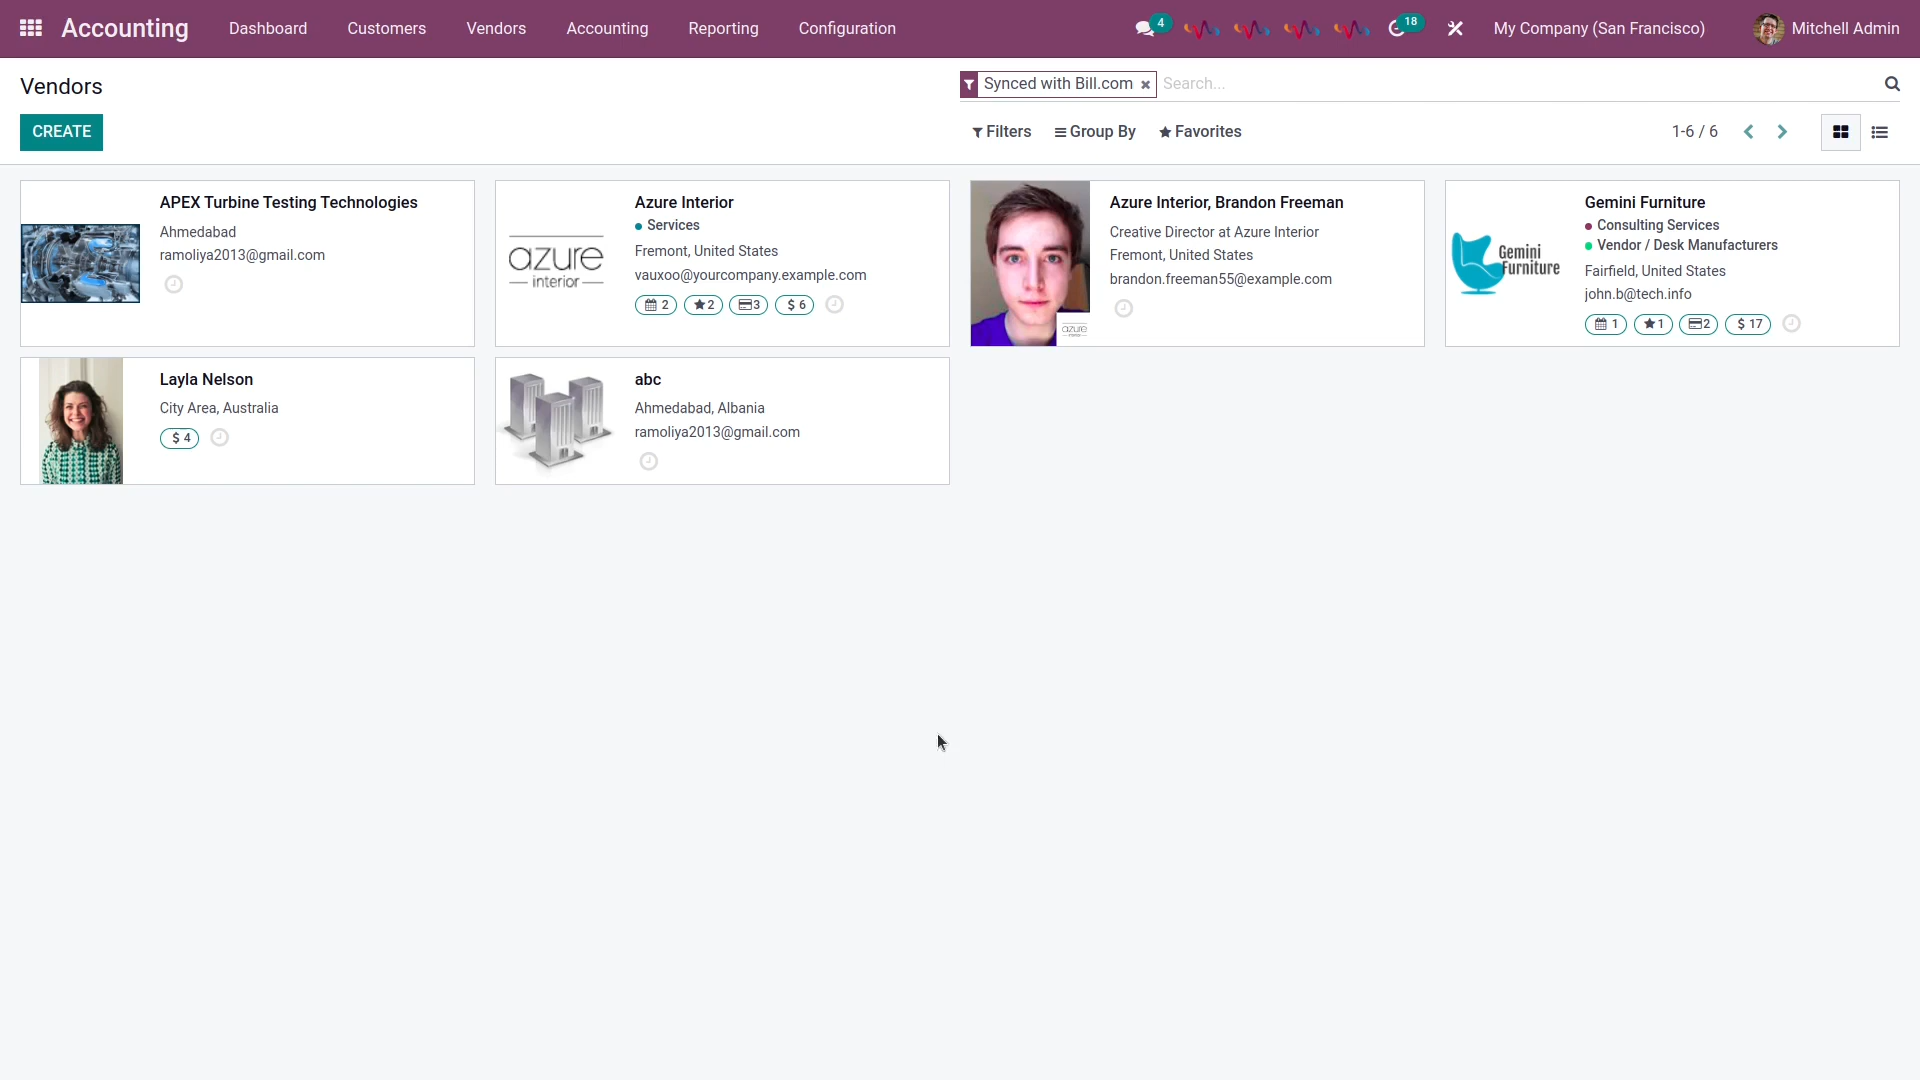 Accounting Dashboard Customers Vendors Accounting Reporting Configuration 4 18 My Company (San Francisco) Mitchell Admin
Vendors
Synced with Bill.com Search...
CREATE
Filters Group By Favorites 1-6 / 6
APEX Turbine Testing Technologies
Ahmedabad
ramoliya2013@gmail.com
azure
interior
Azure Interior
Services
Fremont, United States
vauxoo@yourcompany.example.com
2 2 3 $ 6
azure
Azure Interior, Brandon Freeman
Creative Director at Azure Interior
Fremont, United States
brandon.freeman55@example.com
Gemini
Furniture
Gemini Furniture
Consulting Services
Vendor / Desk Manufacturers
Fairfield, United States
john.b@tech.info
1 1 2 $ 17
Layla Nelson
City Area, Australia
$ 4
abc
Ahmedabad, Albania
ramoliya2013@gmail.com